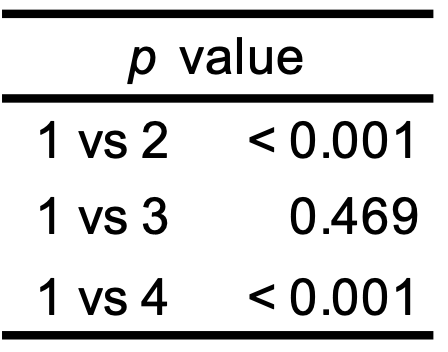 p value
1 vs 2 < 0.001
1 vs 3 0.469
1 vs 4 < 0.001